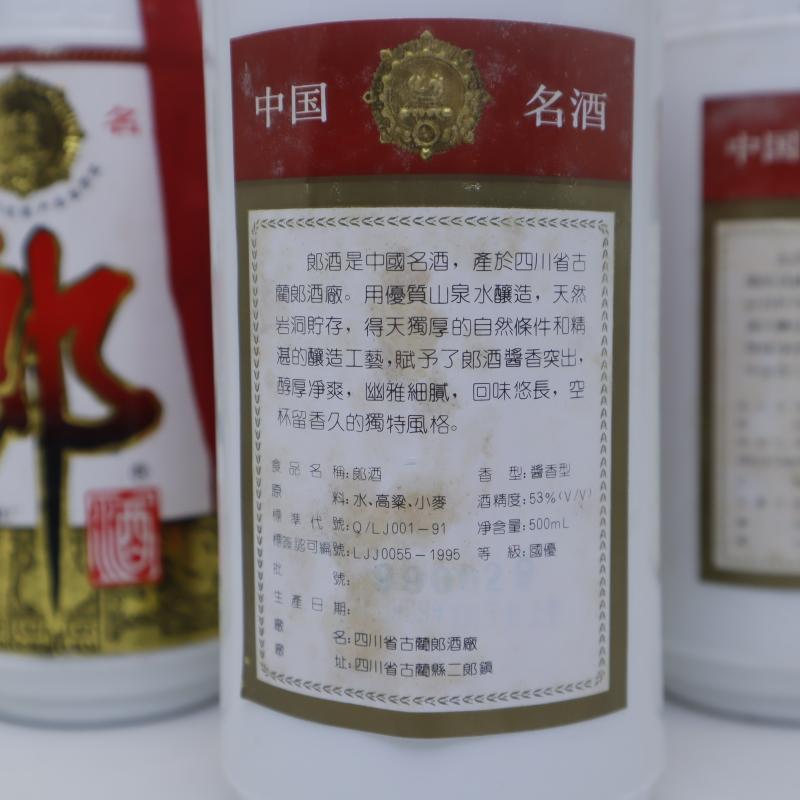 中国 名酒
郎酒是中國名酒，產於四川省古
藺郎酒廠。用優質山泉水釀造，天然
岩洞貯存，得天獨厚的自然條件和精
湛的釀造工藝，賦予了郎酒醬香突出，
醇厚凈爽，幽雅細膩，回味悠長，空
杯留香久的獨特風格。
食品名稱：郎酒 香型：醬香型
原料：水、高粱、小麥 酒精度：53%(V/V)
標準代號：Q/LJ001-91 净含量：500mL
標簽認可編號：LJJ0055-1995 等級：國優
批號：
生產日期：
廠名：四川省古藺郎酒廠
廠址：四川省古藺縣二郎鎮
名
郎
酒
中国